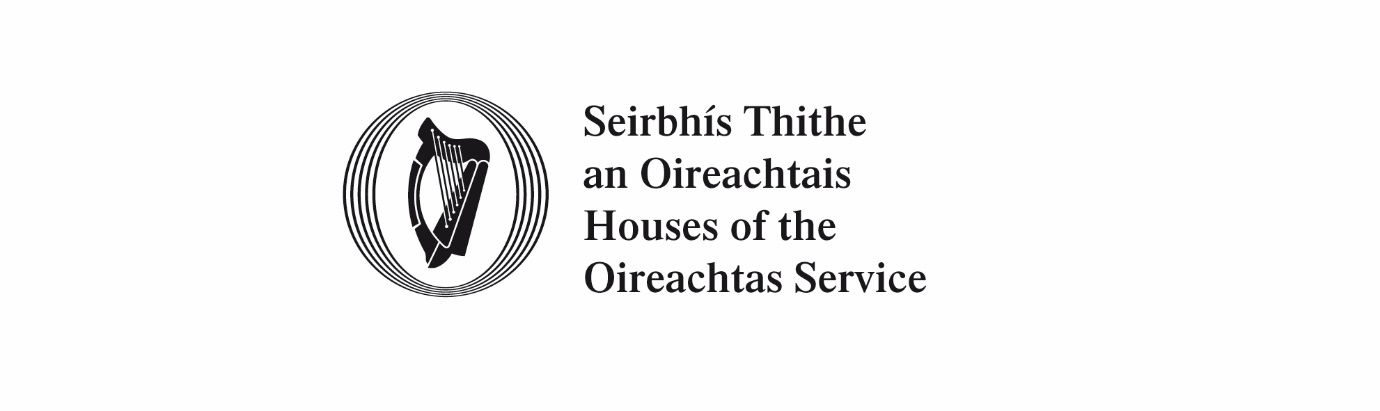 Seirbhís Thithe
an Oireachtais
Houses of the
Oireachtas Service